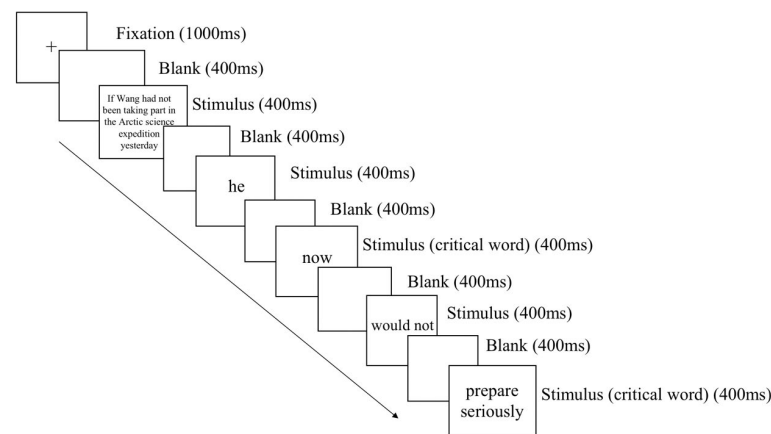 +
Fixation (1000ms)
Blank (400ms)
If Wang had not
been taking part in
the Arctic science
expedition
yesterday
Stimulus (400ms)
Blank (400ms)
he
Stimulus (400ms)
Blank (400ms)
now
Stimulus (critical word) (400ms)
Blank (400ms)
would not
Stimulus (400ms)
Blank (400ms)
prepare
seriously
Stimulus (critical word) (400ms)